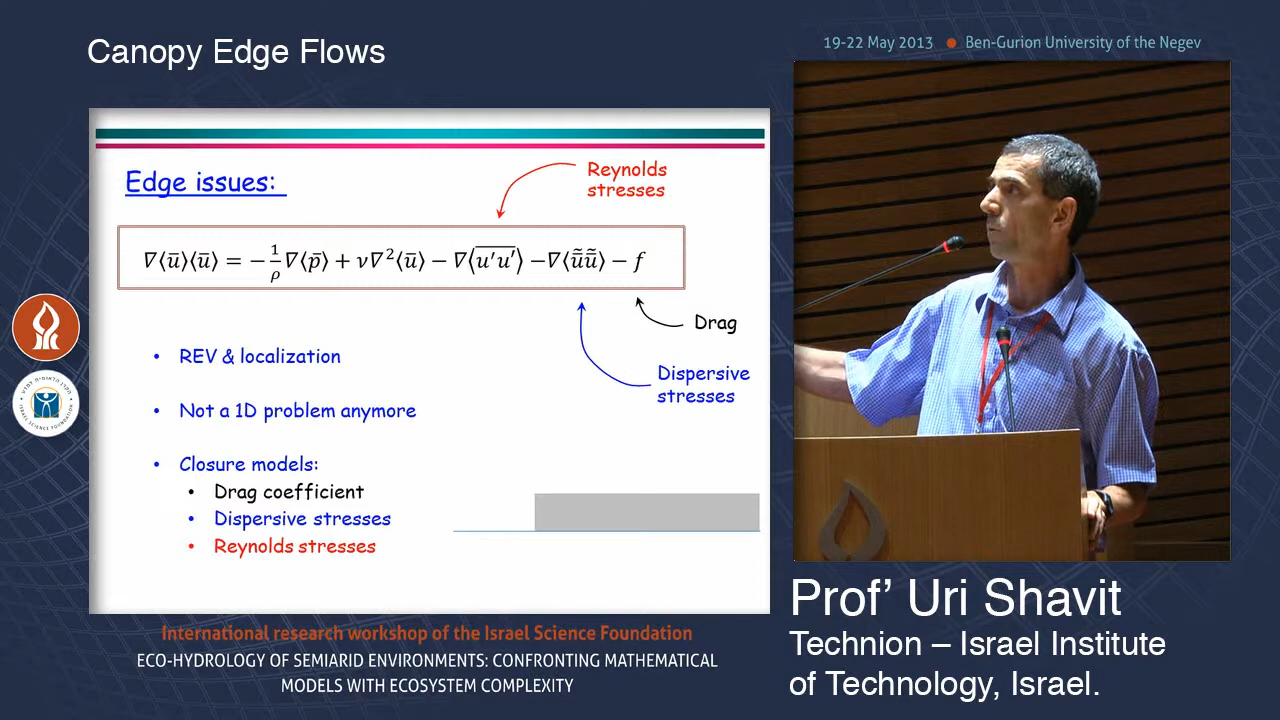 Canopy Edge Flows
19-22 May 2013 • Ben-Gurion University of the Negev
Edge issues:
Reynolds
stresses
∇⟨ū⟩⟨ū⟩ = −1/ρ ∇⟨p̄⟩ + ν∇²⟨ū⟩ − ∇⟨u′u′⟩ −∇⟨ũ̄ũ̄⟩ − f
Drag
Dispersive
stresses
• REV & localization
• Not a 1D problem anymore
• Closure models:
• Drag coefficient
• Dispersive stresses
• Reynolds stresses
Prof’ Uri Shavit
Technion – Israel Institute
of Technology, Israel.
International research workshop of the Israel Science Foundation
ECO-HYDROLOGY OF SEMIARID ENVIRONMENTS: CONFRONTING MATHEMATICAL
MODELS WITH ECOSYSTEM COMPLEXITY